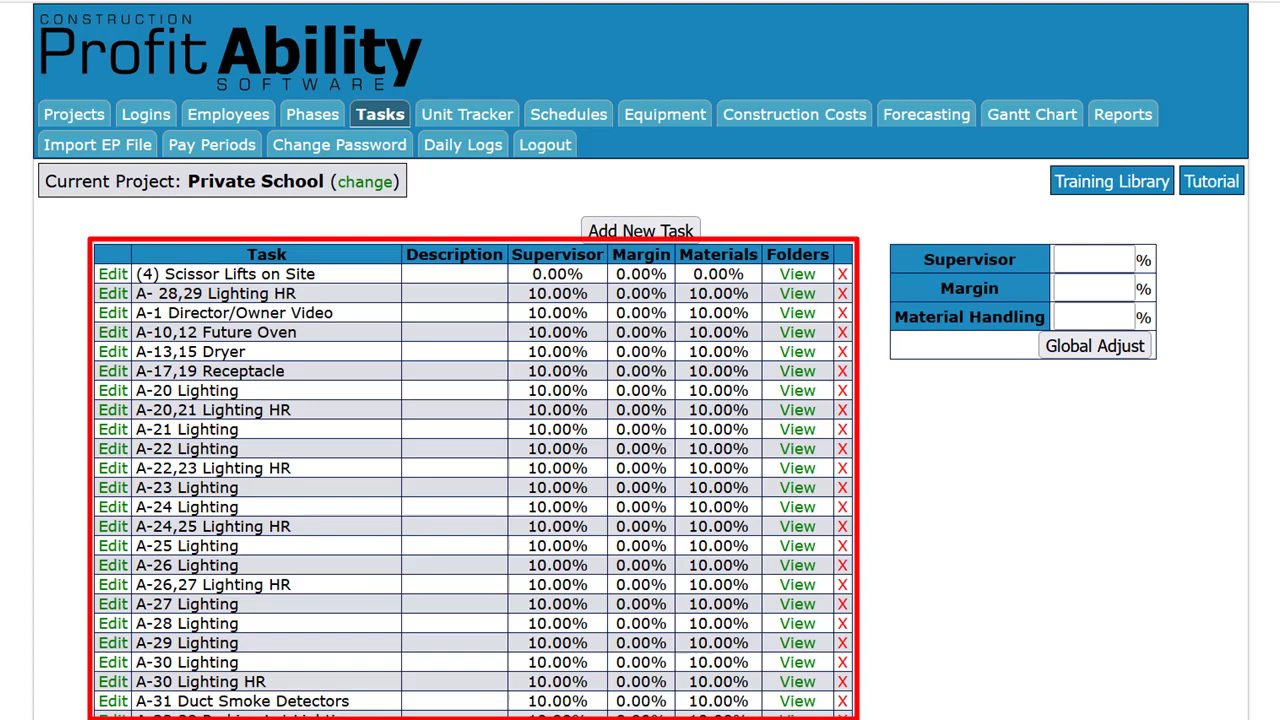 CONSTRUCTION
Profit Ability
SOFTWARE
Projects Logins Employees Phases Tasks Unit Tracker Schedules Equipment Construction Costs Forecasting Gantt Chart Reports
Import EP File Pay Periods Change Password Daily Logs Logout
Current Project: Private School (change) Training Library Tutorial
Add New Task
Task Description Supervisor Margin Materials Folders
Edit (4) Scissor Lifts on Site 0.00% 0.00% 0.00% View X
Edit A- 28,29 Lighting HR 10.00% 0.00% 10.00% View X
Edit A-1 Director/Owner Video 10.00% 0.00% 10.00% View X
Edit A-10,12 Future Oven 10.00% 0.00% 10.00% View X
Edit A-13,15 Dryer 10.00% 0.00% 10.00% View X
Edit A-17,19 Receptacle 10.00% 0.00% 10.00% View X
Edit A-20 Lighting 10.00% 0.00% 10.00% View X
Edit A-20,21 Lighting HR 10.00% 0.00% 10.00% View X
Edit A-21 Lighting 10.00% 0.00% 10.00% View X
Edit A-22 Lighting 10.00% 0.00% 10.00% View X
Edit A-22,23 Lighting HR 10.00% 0.00% 10.00% View X
Edit A-23 Lighting 10.00% 0.00% 10.00% View X
Edit A-24 Lighting 10.00% 0.00% 10.00% View X
Edit A-24,25 Lighting HR 10.00% 0.00% 10.00% View X
Edit A-25 Lighting 10.00% 0.00% 10.00% View X
Edit A-26 Lighting 10.00% 0.00% 10.00% View X
Edit A-26,27 Lighting HR 10.00% 0.00% 10.00% View X
Edit A-27 Lighting 10.00% 0.00% 10.00% View X
Edit A-28 Lighting 10.00% 0.00% 10.00% View X
Edit A-29 Lighting 10.00% 0.00% 10.00% View X
Edit A-30 Lighting 10.00% 0.00% 10.00% View X
Edit A-30 Lighting HR 10.00% 0.00% 10.00% View X
Edit A-31 Duct Smoke Detectors 10.00% 0.00% 10.00% View X
Supervisor %
Margin %
Material Handling %
Global Adjust